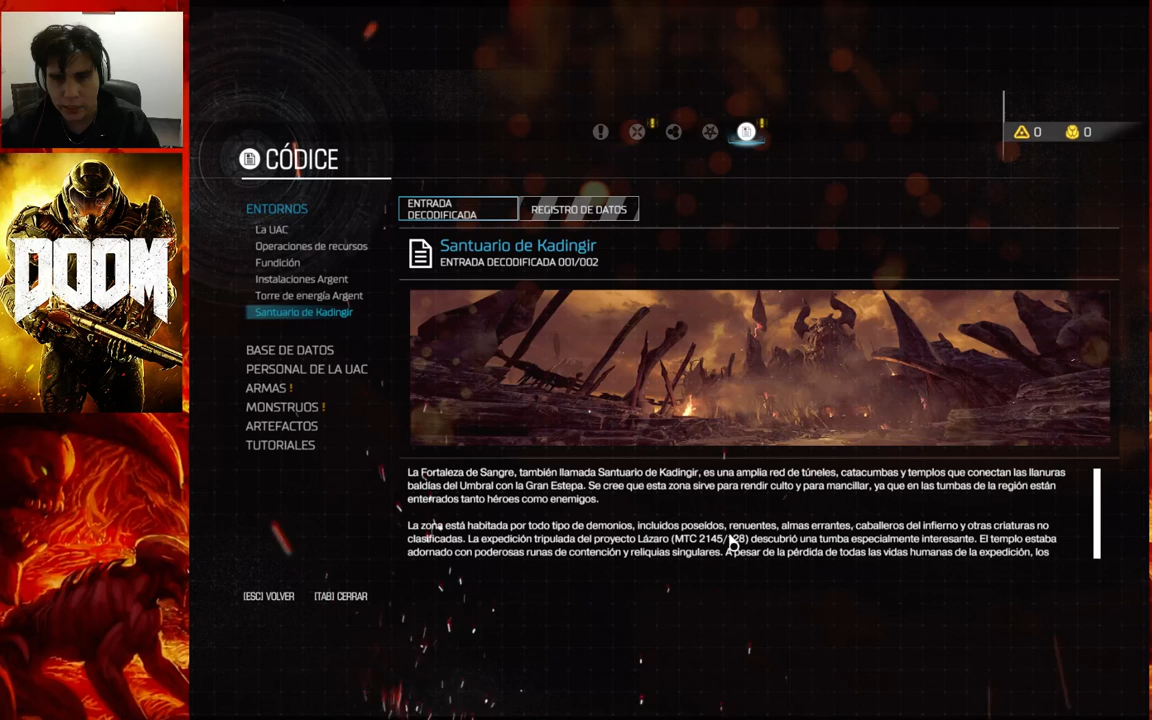 0 0
CÓDICE
ENTORNOS
La UAC
Operaciones de recursos
Fundición
Instalaciones Argent
Torre de energía Argent
Santuario de Kadingir
BASE DE DATOS
PERSONAL DE LA UAC
ARMAS !
MONSTRUOS !
ARTEFACTOS
TUTORIALES
[ESC] VOLVER [TAB] CERRAR
ENTRADA
DECODIFICADA
REGISTRO DE DATOS
Santuario de Kadingir
ENTRADA DECODIFICADA 001/002
La Fortaleza de Sangre, también llamada Santuario de Kadingir, es una amplia red de túneles, catacumbas y templos que conectan las llanuras
baldías del Umbral con la Gran Estepa. Se cree que esta zona sirve para rendir culto y para mancillar, ya que en las tumbas de la región están
enterrados tanto héroes como enemigos.
La zona está habitada por todo tipo de demonios, incluidos poseídos, renuentes, almas errantes, caballeros del infierno y otras criaturas no
clasificadas. La expedición tripulada del proyecto Lázaro (MTC 2145/128) descubrió una tumba especialmente interesante. El templo estaba
adornado con poderosas runas de contención y reliquias singulares. A pesar de la pérdida de todas las vidas humanas de la expedición, los
DOOM